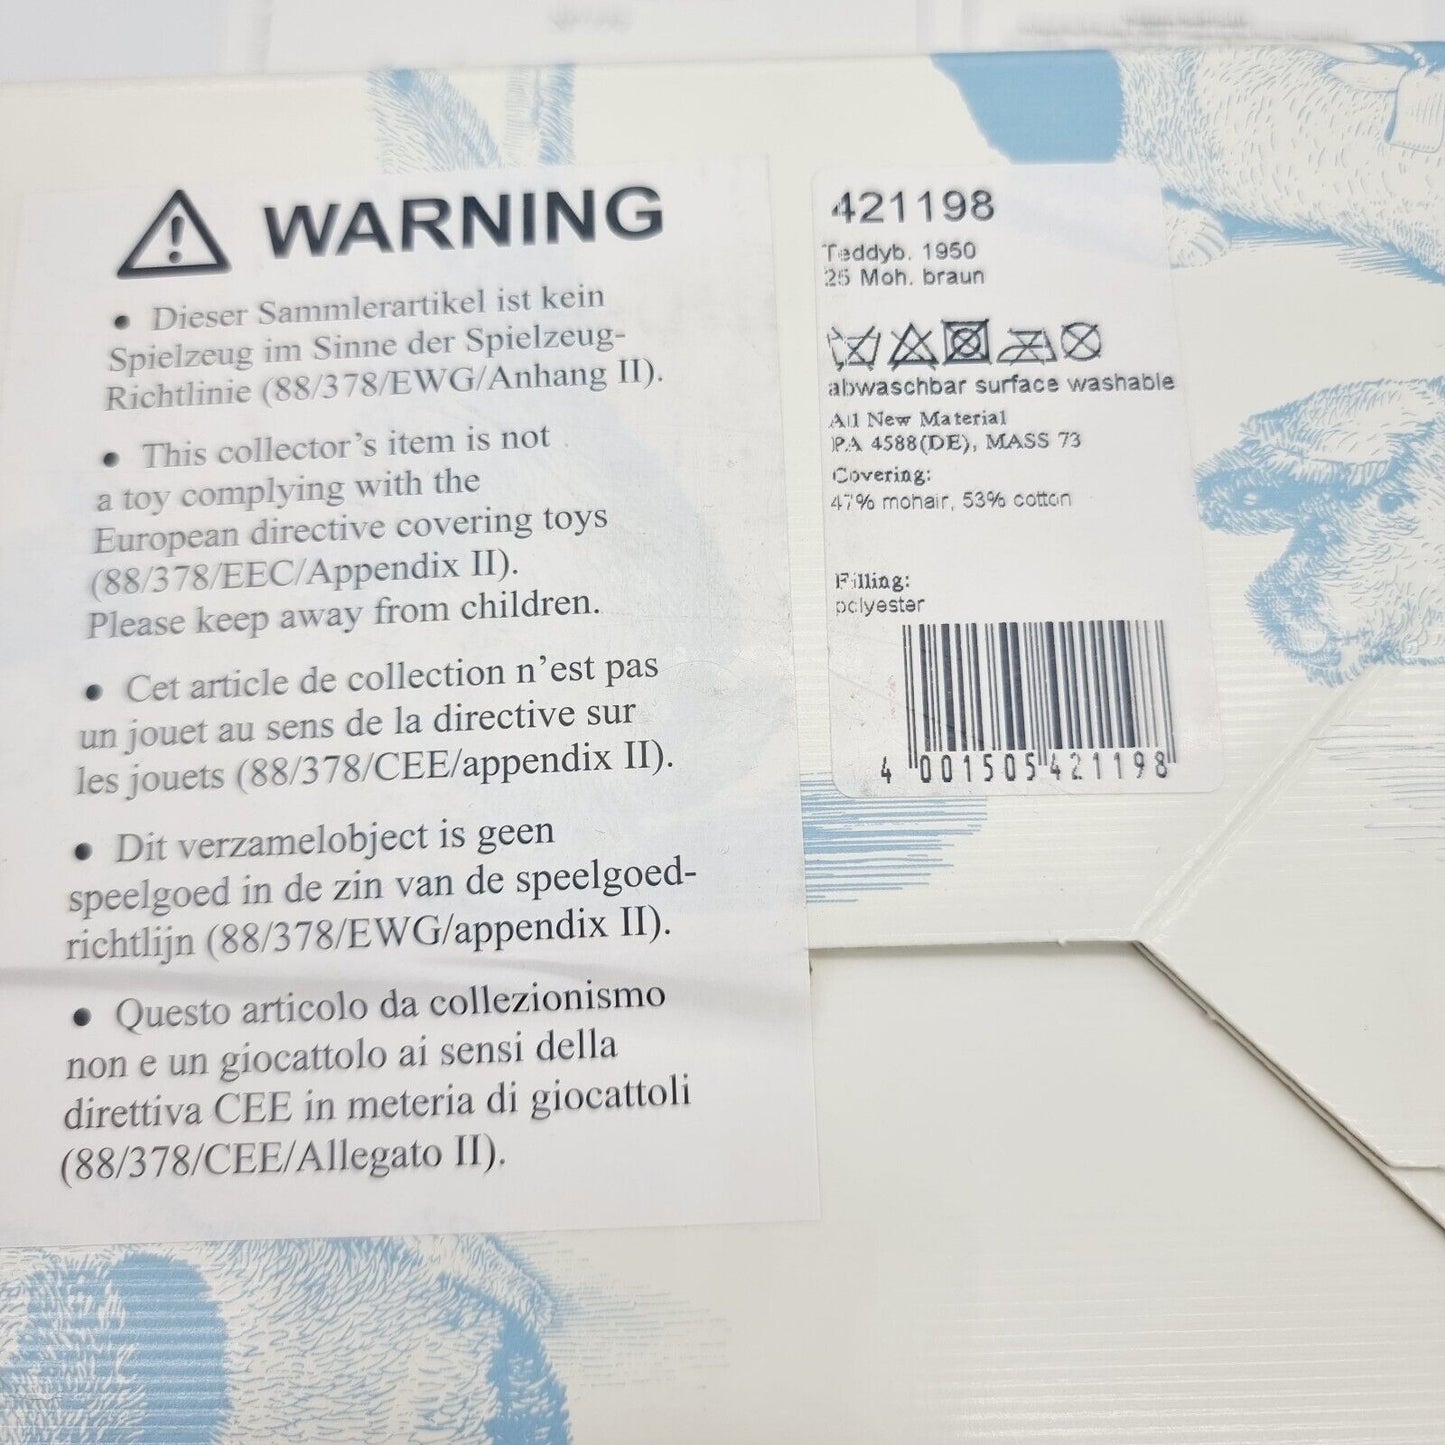 WARNING
• Dieser Sammlerartikel ist kein
Spielzeug im Sinne der Spielzeug-
Richtlinie (88/378/EWG/Anhang II).
• This collector's item is not
a toy complying with the
European directive covering toys
(88/378/EEC/Appendix II).
Please keep away from children.
• Cet article de collection n'est pas
un jouet au sens de la directive sur
les jouets (88/378/CEE/appendix II).
• Dit verzamelobject is geen
speelgoed in de zin van de speelgoed-
richtlijn (88/378/EWG/appendix II).
• Questo articolo da collezionismo
non e un giocattolo ai sensi della
direttiva CEE in meteria di giocattoli
(88/378/CEE/Allegato II).
421198
Teddyb. 1950
25 Moh. braun
abwaschbar surface washable
All New Material
PA 4588(DE), MASS 73
Covering:
47% mohair, 53% cotton
Filling:
polyester
4 001505 421198